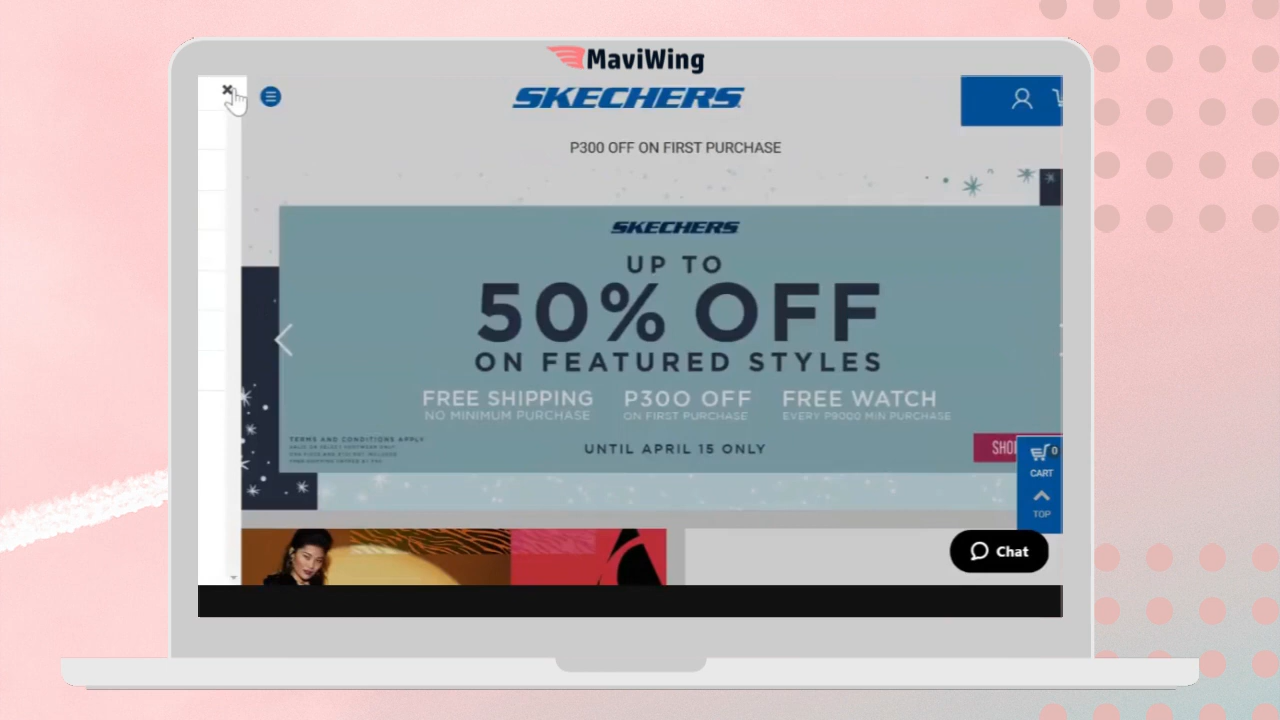 MaviWing
SKECHERS
P300 OFF ON FIRST PURCHASE
SKECHERS
UP TO
50% OFF
ON FEATURED STYLES
FREE SHIPPING P300 OFF FREE WATCH
NO MINIMUM PURCHASE ON FIRST PURCHASE EVERY P9000 MIN PURCHASE
TERMS AND CONDITIONS APPLY
UNTIL APRIL 15 ONLY
0
CART
TOP
Chat